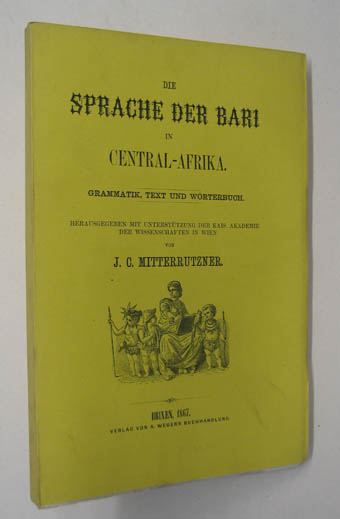 DIE
SPRACHE DER BARI
IN
CENTRAL-AFRIKA.
GRAMMATIK, TEXT UND WÖRTERBUCH.
HERAUSGEGEBEN MIT UNTERSTÜTZUNG DER KAIS. AKADEMIE
DER WISSENSCHAFTEN IN WIEN
VON
J. C. MITTERRUTZNER.
BRIXEN, 1867.
VERLAG VON A. WEGERS BUCHHANDLUNG.